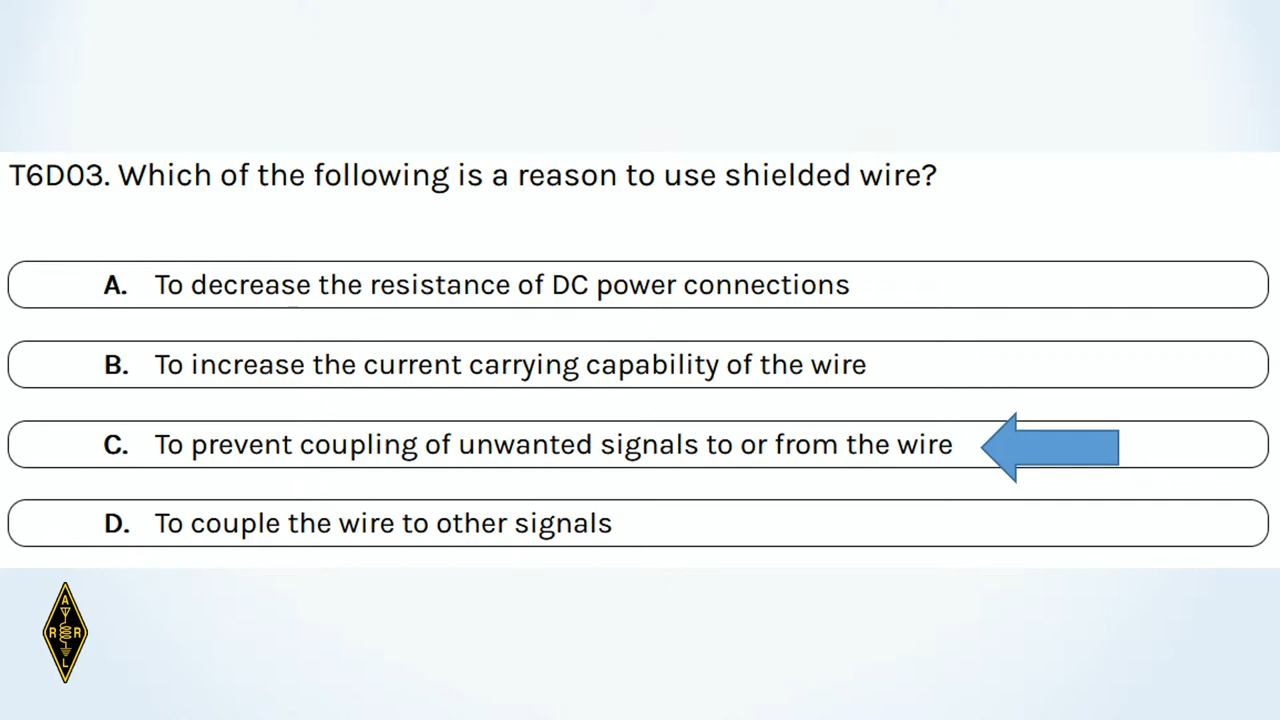 T6D03. Which of the following is a reason to use shielded wire?
A. To decrease the resistance of DC power connections
B. To increase the current carrying capability of the wire
C. To prevent coupling of unwanted signals to or from the wire
D. To couple the wire to other signals
A
R R
L